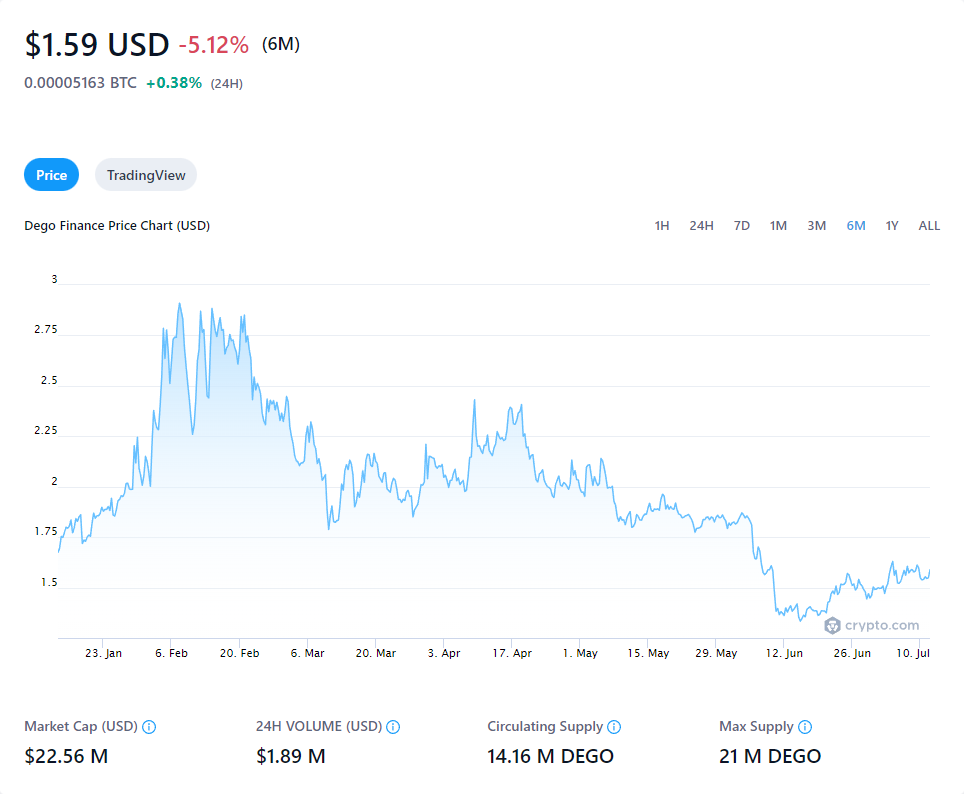 $1.59 USD -5.12% (6M)
0.00005163 BTC +0.38% (24H)
Price TradingView
Dego Finance Price Chart (USD) 1H 24H 7D 1M 3M 6M 1Y ALL
3
2.75
2.5
2.25
2
1.75
1.5
crypto.com
23. Jan 6. Feb 20. Feb 6. Mar 20. Mar 3. Apr 17. Apr 1. May 15. May 29. May 12. Jun 26. Jun 10. Jul
Market Cap (USD) 24H VOLUME (USD) Circulating Supply Max Supply
$22.56 M $1.89 M 14.16 M DEGO 21 M DEGO